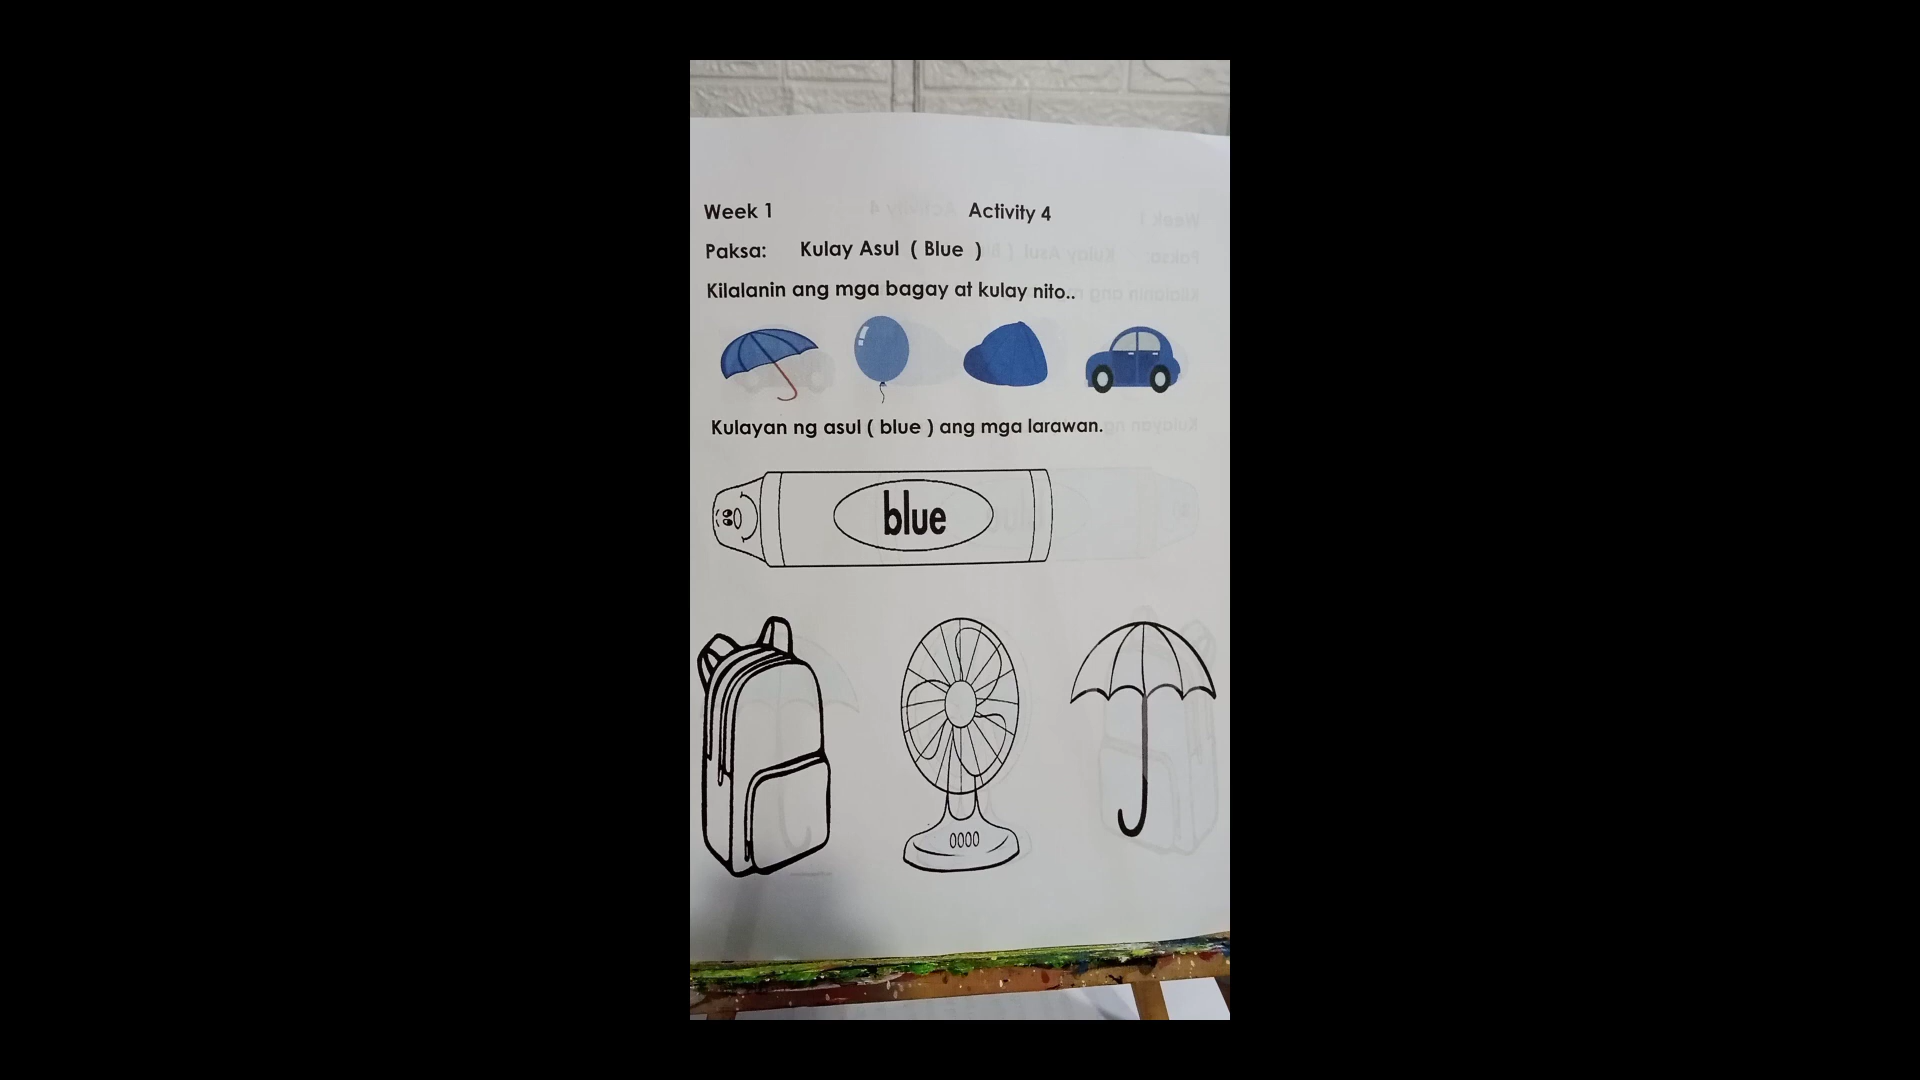 Week 1 Activity 4
Paksa: Kulay Asul ( Blue )
Kilalanin ang mga bagay at kulay nito..
Kulayan ng asul ( blue ) ang mga larawan.
blue